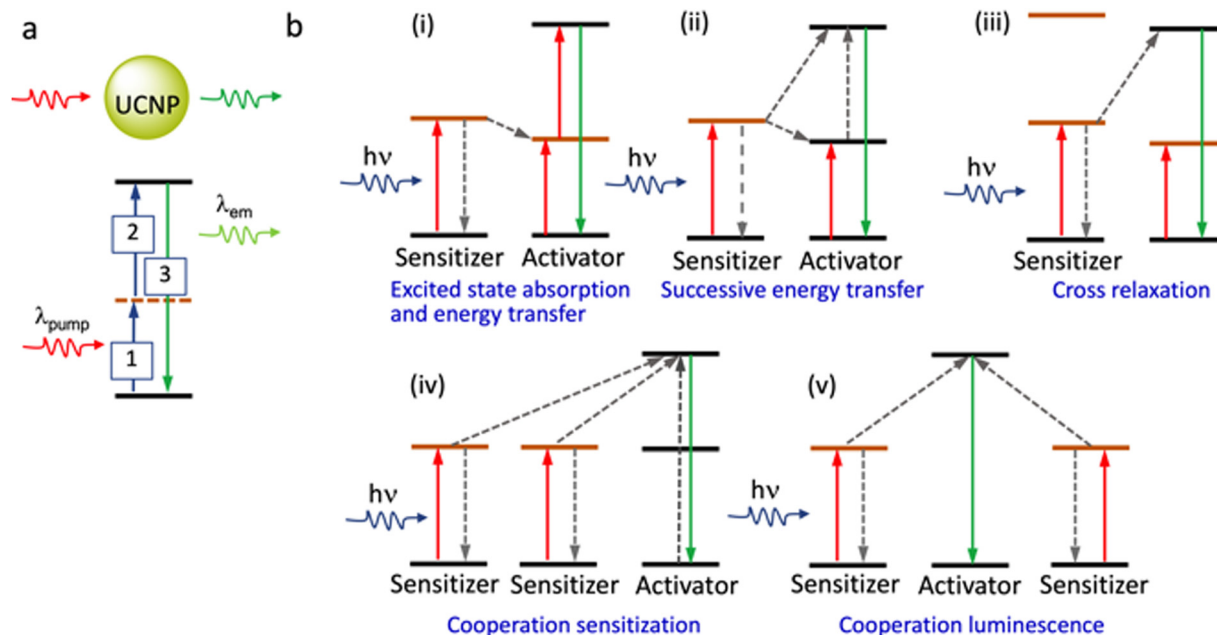 a
UCNP
2
λem
3
λpump
1
b
(i)
hν
Sensitizer Activator
Excited state absorption
and energy transfer
(ii)
hν
Sensitizer Activator
Successive energy transfer
(iii)
hν
Sensitizer
Cross relaxation
(iv)
hν
Sensitizer Sensitizer Activator
Cooperation sensitization
(v)
hν
Sensitizer Activator Sensitizer
Cooperation luminescence